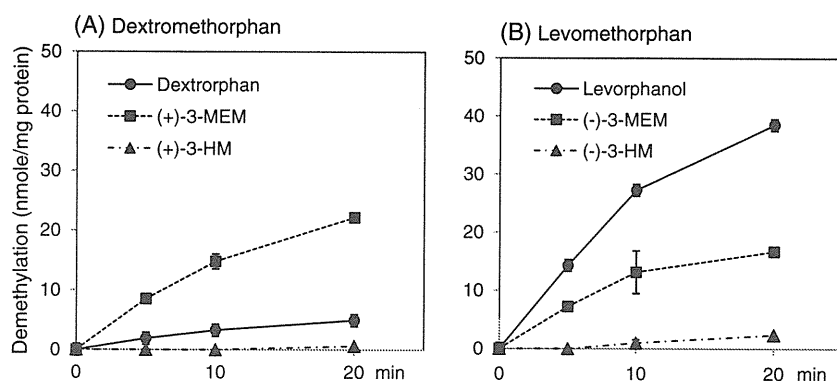 (A) Dextromethorphan
Demethylation (nmole/mg protein)
50
40
30
20
10
0
Dextrorphan
(+)-3-MEM
(+)-3-HM
0 10 20 min
(B) Levomethorphan
50
40
30
20
10
0
Levorphanol
(-)-3-MEM
(-)-3-HM
0 10 20 min